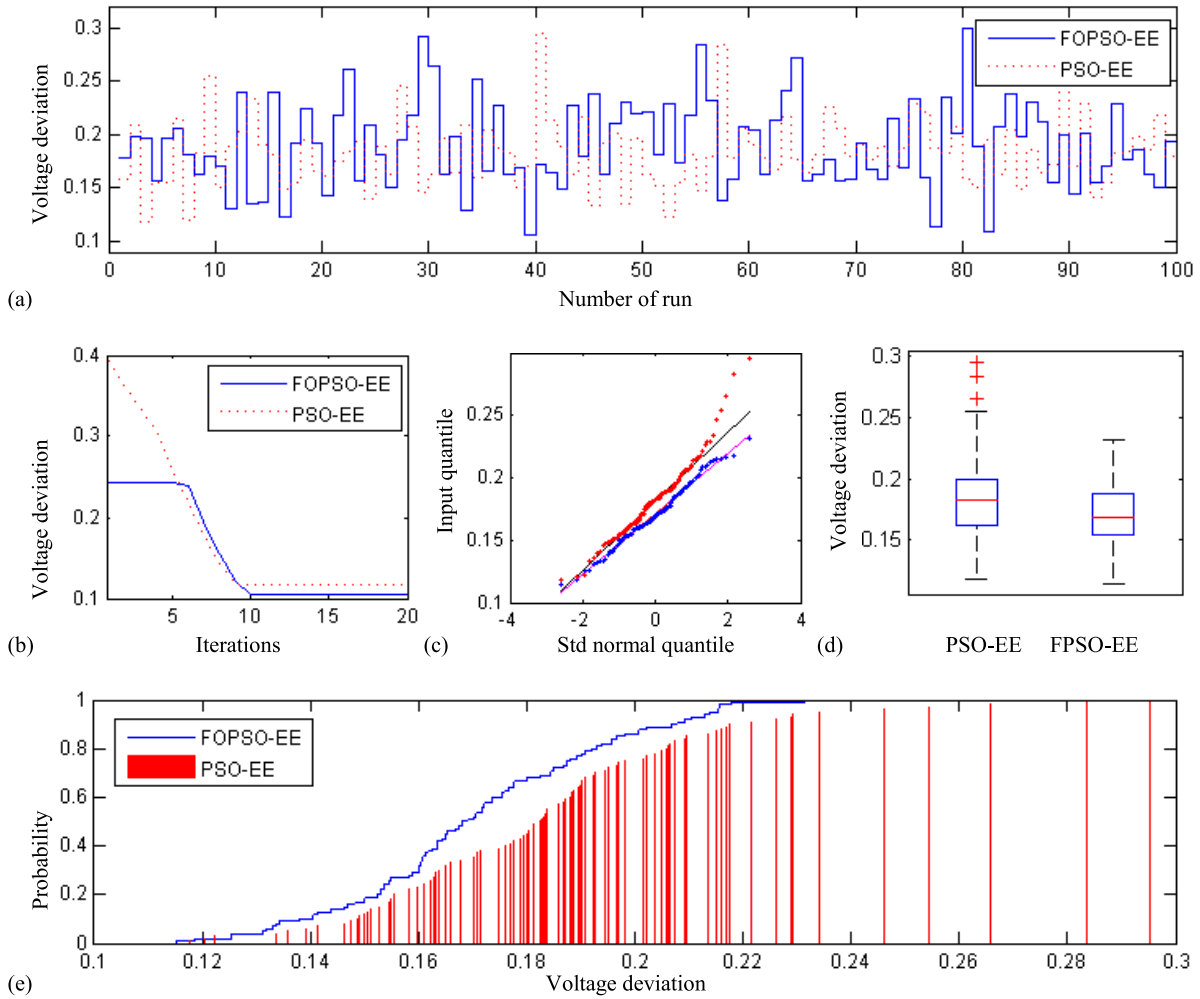 0.3
0.25
0.2
0.15
0.1
Voltage deviation
FOPSO-EE
PSO-EE
0 10 20 30 40 50 60 70 80 90 100
(a) Number of run
0.4
0.3
0.2
0.1
Voltage deviation
FOPSO-EE
PSO-EE
5 10 15 20
(b) Iterations
0.25
0.2
0.15
0.1
Input quantile
-4 -2 0 2 4
(c) Std normal quantile
0.3
0.2
0.15
Voltage deviation
(d) PSO-EE FPSO-EE
1
0.8
0.6
0.4
0.2
0
Probability
FOPSO-EE
PSO-EE
0.1 0.12 0.14 0.16 0.18 0.2 0.22 0.24 0.26 0.28 0.3
(e) Voltage deviation